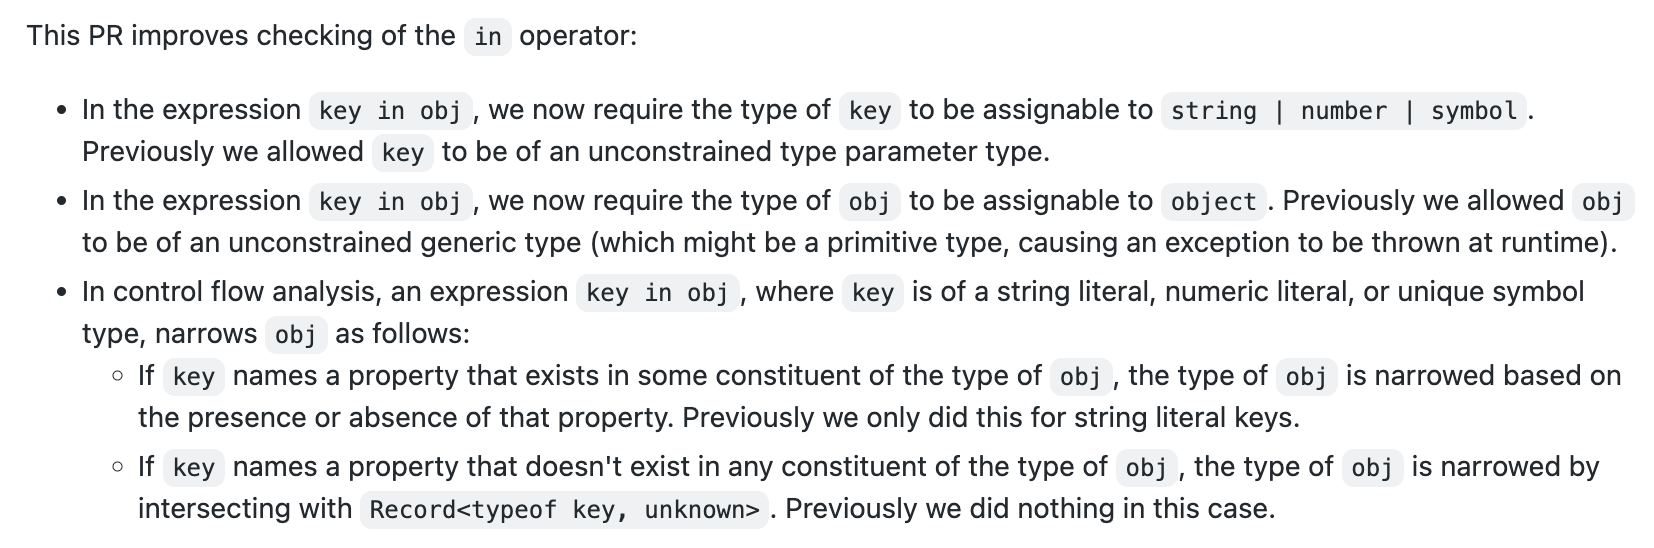 This PR improves checking of the in operator:
• In the expression key in obj, we now require the type of key to be assignable to string | number | symbol.
Previously we allowed key to be of an unconstrained type parameter type.
• In the expression key in obj, we now require the type of obj to be assignable to object. Previously we allowed obj
to be of an unconstrained generic type (which might be a primitive type, causing an exception to be thrown at runtime).
• In control flow analysis, an expression key in obj, where key is of a string literal, numeric literal, or unique symbol
type, narrows obj as follows:
◦ If key names a property that exists in some constituent of the type of obj, the type of obj is narrowed based on
the presence or absence of that property. Previously we only did this for string literal keys.
◦ If key names a property that doesn't exist in any constituent of the type of obj, the type of obj is narrowed by
intersecting with Record<typeof key, unknown>. Previously we did nothing in this case.